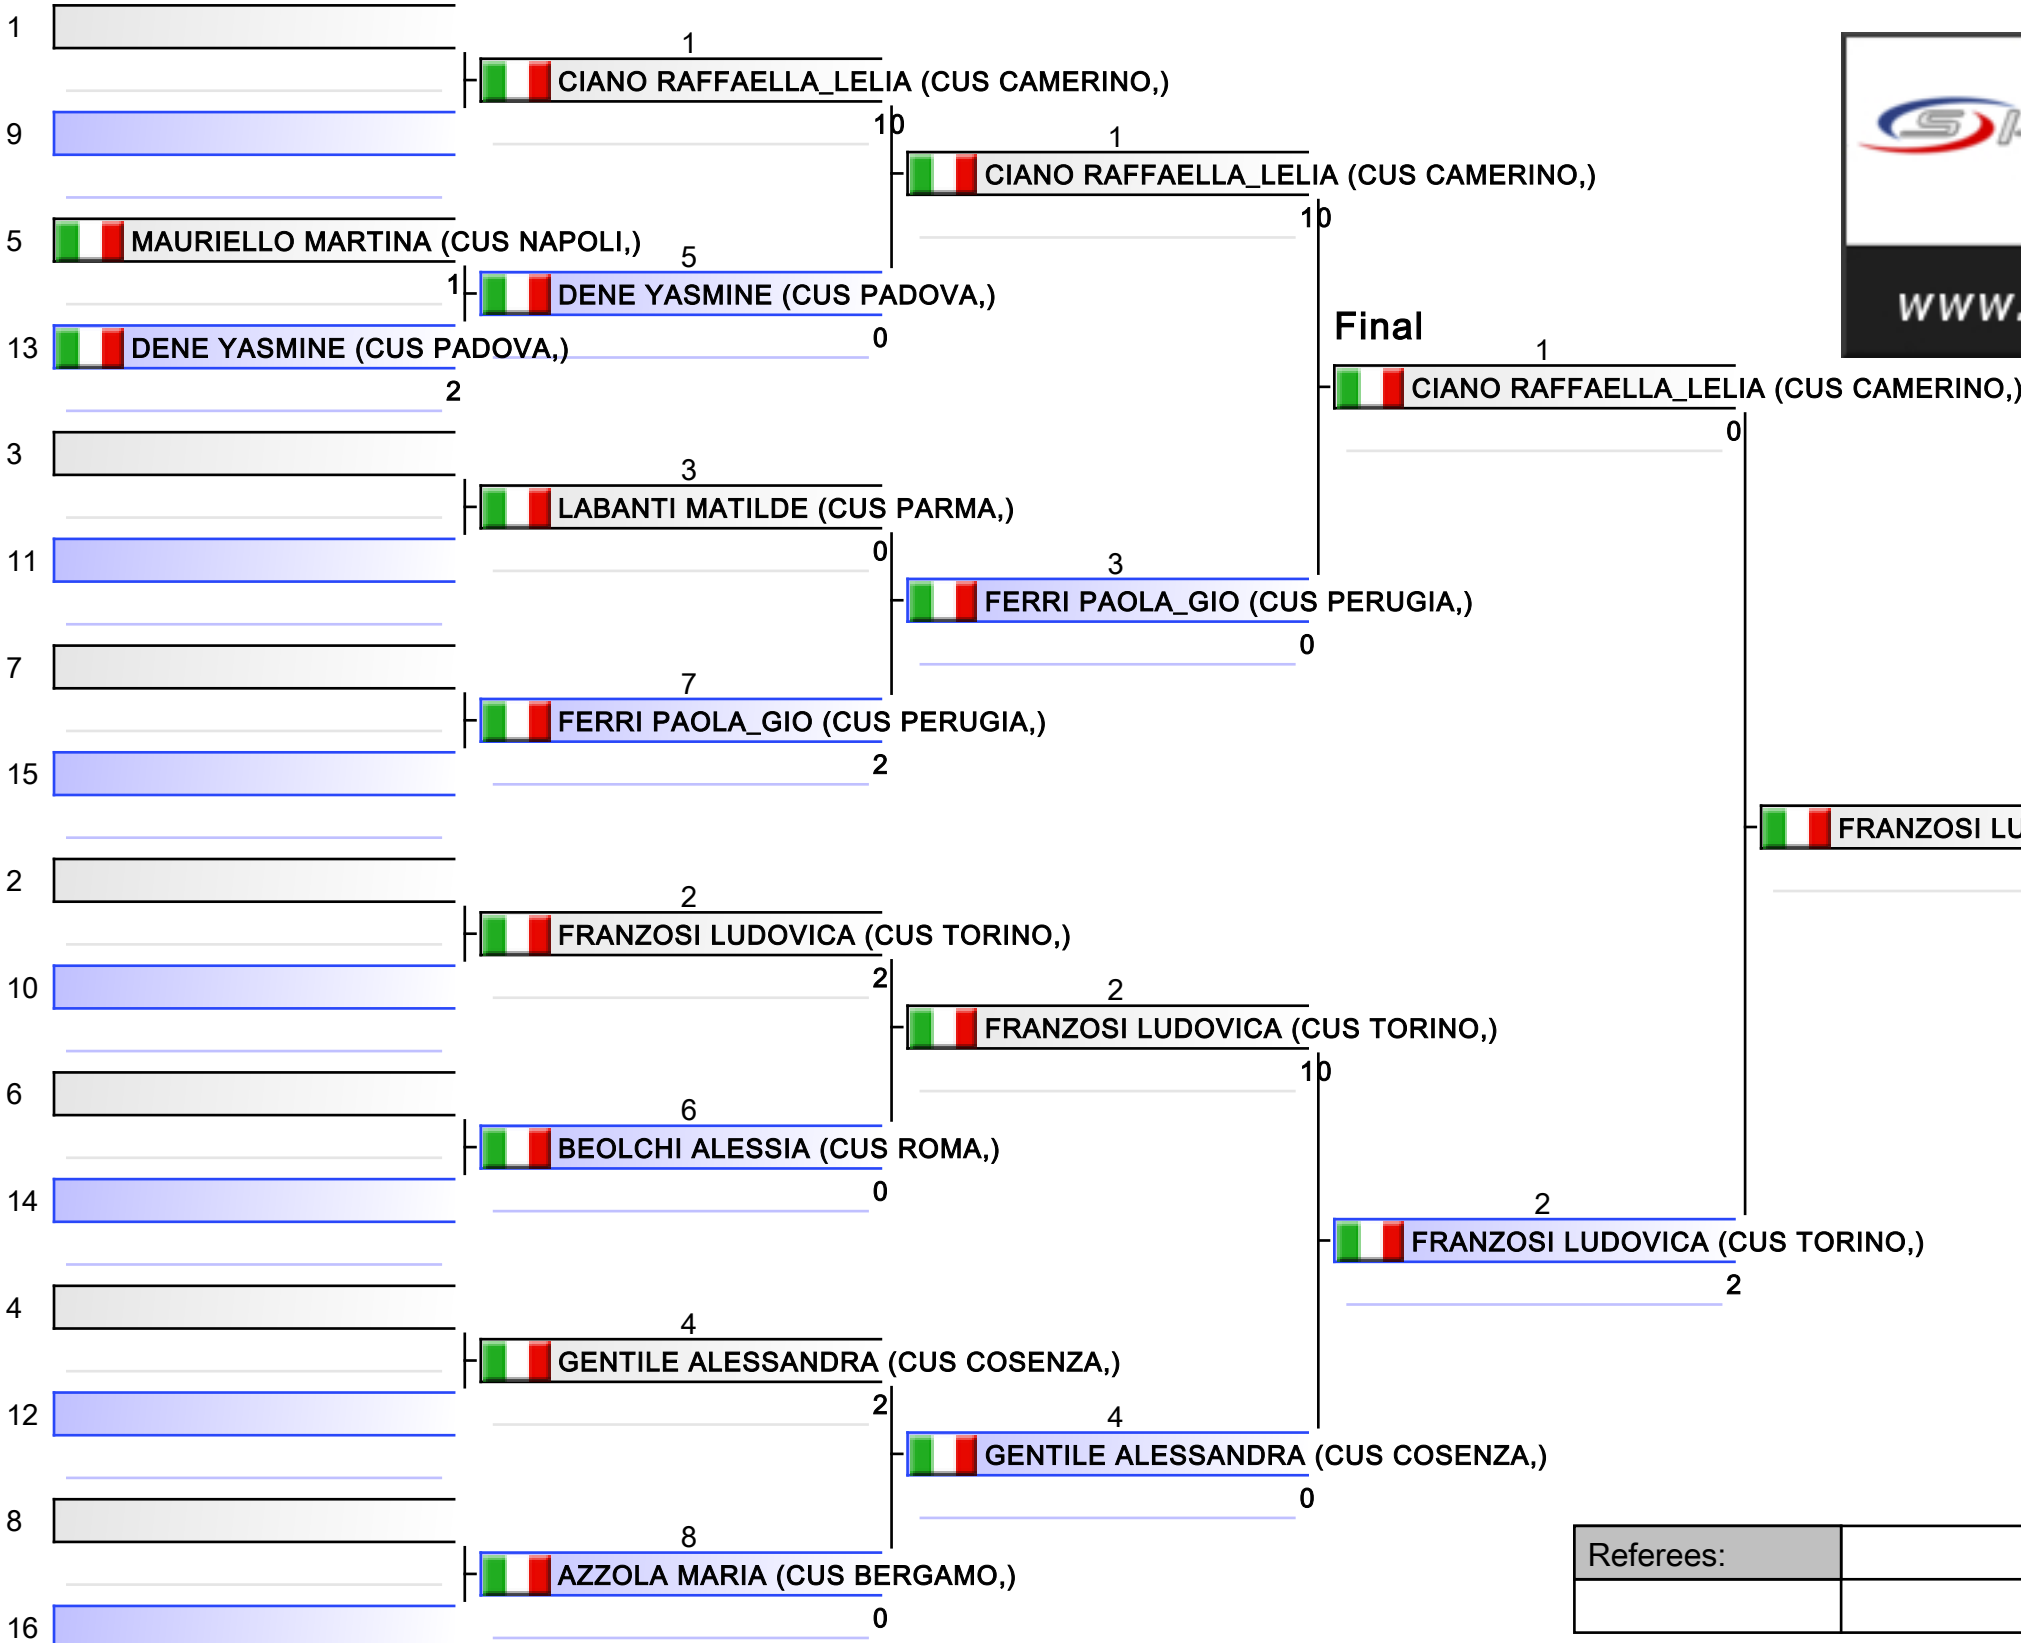 1
1
CIANO RAFFAELLA_LELIA (CUS CAMERINO,)
10
9
1
CIANO RAFFAELLA_LELIA (CUS CAMERINO,)
10
5
MAURIELLO MARTINA (CUS NAPOLI,)
1
5
DENE YASMINE (CUS PADOVA,)
0
13
DENE YASMINE (CUS PADOVA,)
2
www.
Final
1
CIANO RAFFAELLA_LELIA (CUS CAMERINO,)
0
3
3
LABANTI MATILDE (CUS PARMA,)
0
11
3
FERRI PAOLA_GIO (CUS PERUGIA,)
0
7
7
FERRI PAOLA_GIO (CUS PERUGIA,)
2
15
FRANZOSI LU
2
2
FRANZOSI LUDOVICA (CUS TORINO,)
2
10
2
FRANZOSI LUDOVICA (CUS TORINO,)
10
6
6
BEOLCHI ALESSIA (CUS ROMA,)
0
14
2
FRANZOSI LUDOVICA (CUS TORINO,)
2
4
4
GENTILE ALESSANDRA (CUS COSENZA,)
2
12
4
GENTILE ALESSANDRA (CUS COSENZA,)
0
8
8
AZZOLA MARIA (CUS BERGAMO,)
0
16
Referees: